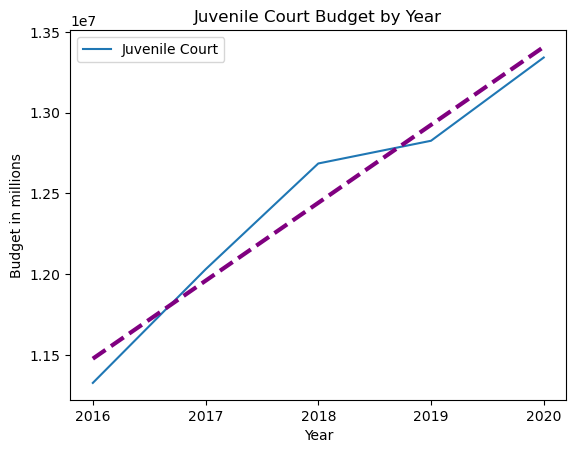 Juvenile Court Budget by Year
1e7
Juvenile Court
1.35
1.30
1.25
1.20
1.15
Budget in millions
2016 2017 2018 2019 2020
Year